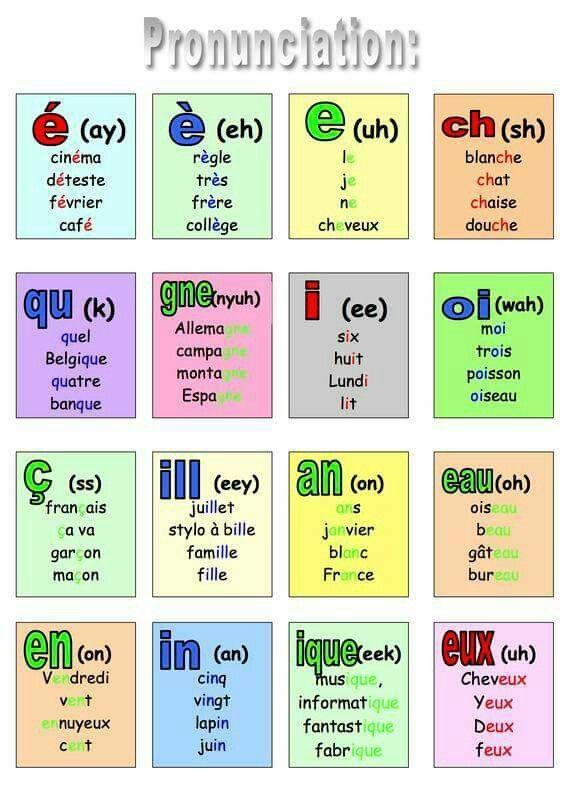 Pronunciation:
é (ay)
cinéma
déteste
février
café
è (eh)
règle
très
frère
collège
e (uh)
le
je
ne
cheveux
ch (sh)
blanche
chat
chaise
douche
qu (k)
quel
Belgique
quatre
banque
gne (nyuh)
Allemagne
campagne
montagne
Espagne
i (ee)
six
huit
Lundi
lit
oi (wah)
moi
trois
poisson
oiseau
ç (ss)
français
ça va
garçon
maçon
ill (eey)
juillet
stylo à bille
famille
fille
an (on)
ans
janvier
blanc
France
eau (oh)
oiseau
beau
gâteau
bureau
en (on)
Vendredi
vent
ennuyeux
cent
in (an)
cinq
vingt
lapin
juin
ique (eek)
musique,
informatique
fantastique
fabrique
eux (uh)
Cheveux
Yeux
Deux
feux